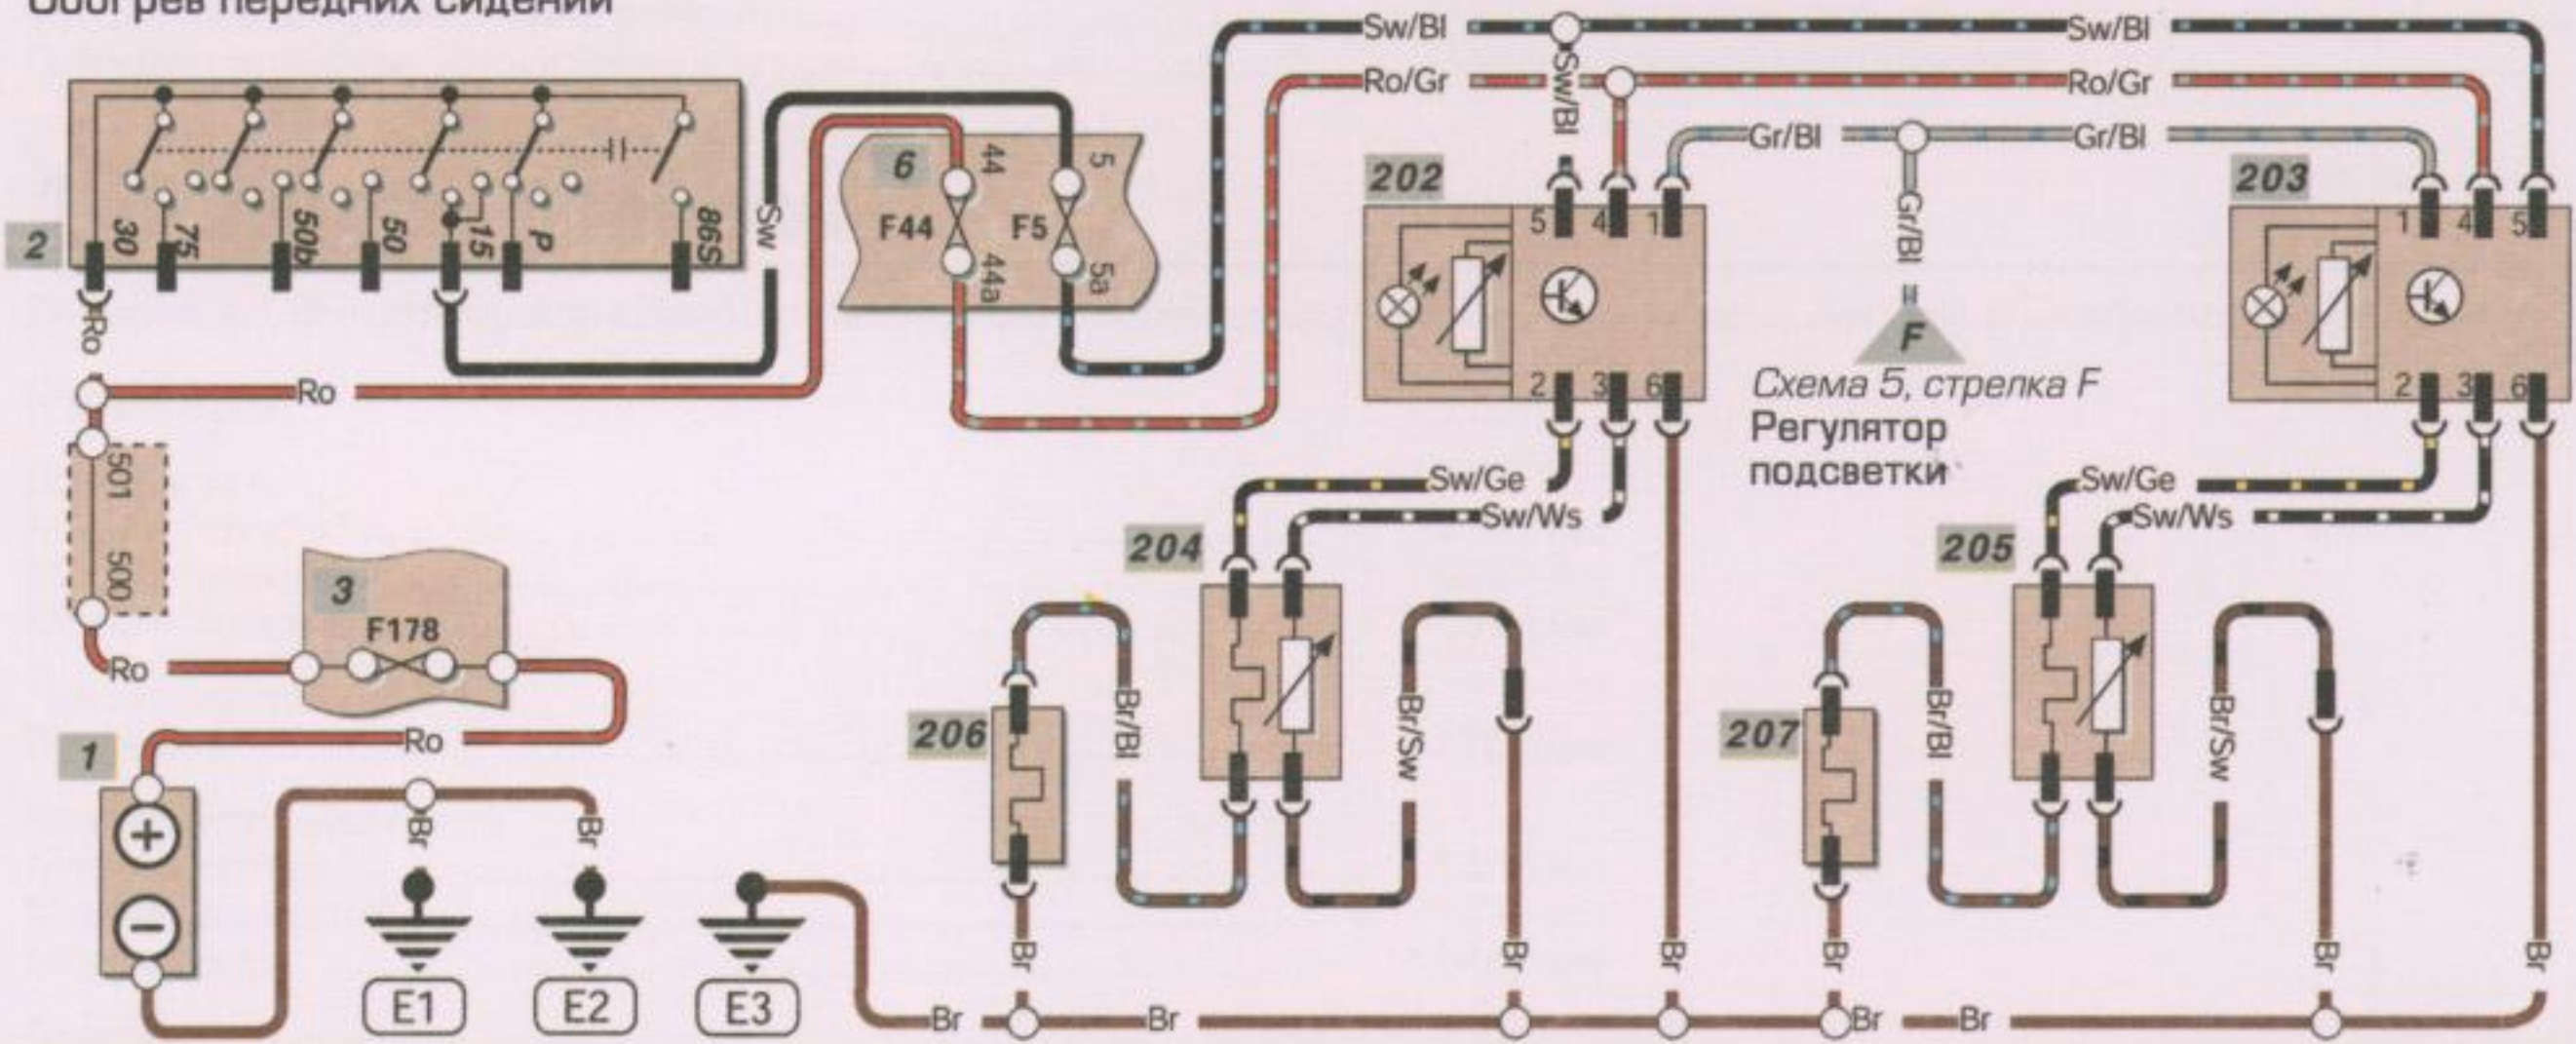 Обогрев передних сидений
Sw/Bl
Sw/Bl
Ro/Gr
Sw/Bl
Ro/Gr
Gr/Bl
Gr/Bl
2
30
75
50b
50
15
P
86S
Sw
6
44
5
F44
F5
44a
5a
202
5
4
1
2
3
6
Gr/Bl
F
Схема 5, стрелка F
Регулятор
подсветки
203
1
4
5
2
3
6
Ro
Ro
501
500
Ro
3
F178
Ro
1
+
−
Br
Br
E1
E2
E3
Sw/Ge
Sw/Ws
204
206
Br/Bl
Br/Sw
Sw/Ge
Sw/Ws
205
207
Br/Bl
Br/Sw
Br
Br
Br
Br
Br
Br
Br
Br
Br
Br